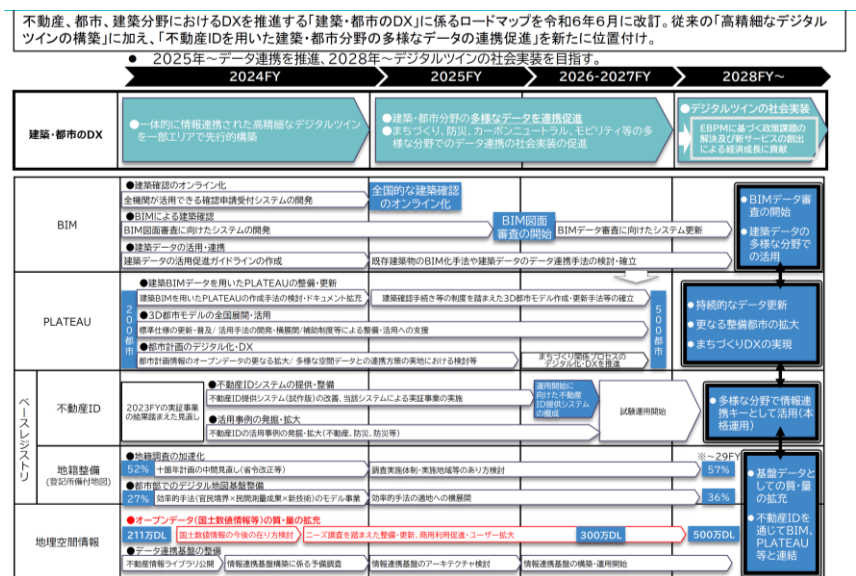 不動産、都市、建築分野におけるDXを推進する「建築・都市のDX」に係るロードマップを令和6年6月に改訂。従来の「高精細なデジタル
ツインの構築」に加え、「不動産IDを用いた建築・都市分野の多様なデータの連携促進」を新たに位置付け。
● 2025年～データ連携を推進、2028年～デジタルツインの社会実装を目指す。
2024FY 2025FY 2026-2027FY 2028FY～
建築・都市のDX
●一体的に情報連携された高精細なデジタルツイン
を一部エリアで先行的構築
●建築・都市分野の多様なデータを連携促進
●まちづくり、防災、カーボンニュートラル、モビリティ等の多
様な分野でのデータ連携の社会実装の促進
●デジタルツインの社会実装
EBPMに基づく政策課題の
解決及び新サービスの創出
による経済成長に貢献
BIM
●建築確認のオンライン化
全機関が活用できる確認申請受付システムの開発
全国的な建築確認
のオンライン化
●BIMによる建築確認
BIM図面審査に向けたシステムの開発
BIM図面
審査の開始
BIMデータ審査に向けたシステム更新
●建築データの活用・連携
建築データの活用促進ガイドラインの作成
既存建築物のBIM化手法や建築データのデータ連携手法の検討・確立
● BIMデータ審
査の開始
● 建築データの
多様な分野で
の活用
PLATEAU
200都市
●建築BIMデータを用いたPLATEAUの整備・更新
建築BIMを用いたPLATEAUの作成手法の検討・ドキュメント拡充
建築確認手続き等の制度を踏まえた3D都市モデル作成・更新手法等の確立
●3D都市モデルの全国展開・活用
標準仕様の更新・普及/ 活用手法の開発・横展開/補助制度等による整備・活用への支援
●都市計画のデジタル化・DX
都市計画情報のオープンデータの更なる拡大/ 多様な空間データとの連携方策の実地における検討等
まちづくり関係プロセスの
デジタル化・DXを推進
500都市
● 持続的なデータ更新
● 更なる整備都市の拡大
● まちづくりDXの実現
ベースレジストリ
不動産ID
2023FYの実証事業
の結果踏まえた見直し
●不動産IDシステムの提供・整備
不動産ID提供システム(試作版)の改善、当該システムによる実証事業の実施
●活用事例の発掘・拡大
不動産IDの活用事例の発掘・拡大(不動産、防災、防災等)
運用開始に
向けた不動産
ID提供システム
の構成
試験運用開始
● 多様な分野で情報連
携キーとして活用(本
格運用)
地籍整備
(登記所備付地図)
●地籍調査の加速化
52% 十箇年計画の中間見直し(省令改正等)
調査実施体制・実施地域等のあり方検討
※～29FY
57%
●都市部でのデジタル地図基盤整備
27% 効率的手法(官民境界×民間測量成果×新技術)のモデル事業
効率的手法の適地への横展開
36%
地理空間情報
●オープンデータ(国土数値情報等)の質・量の拡充
211万DL 国土数値情報の今後の在り方検討
ニーズ調査を踏まえた整備・更新、商用利用促進・ユーザー拡大
300万DL
500万DL
●データ連携基盤の整備
不動産情報ライブラリ公開
情報連携基盤構築に係る予備調査
情報連携基盤のアーキテクチャ検討
情報連携基盤の構築・運用開始
● 基盤データと
しての質・量
の拡充
● 不動産IDを
通じてBIM、
PLATEAU
等と連結